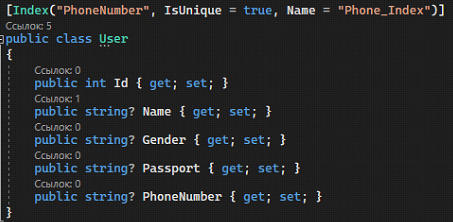 [Index("PhoneNumber", IsUnique = true, Name = "Phone_Index")]
Ссылок: 5
public class User
{
Ссылок: 0
public int Id { get; set; }
Ссылок: 1
public string? Name { get; set; }
Ссылок: 0
public string? Gender { get; set; }
Ссылок: 0
public string? Passport { get; set; }
Ссылок: 0
public string? PhoneNumber { get; set; }
}